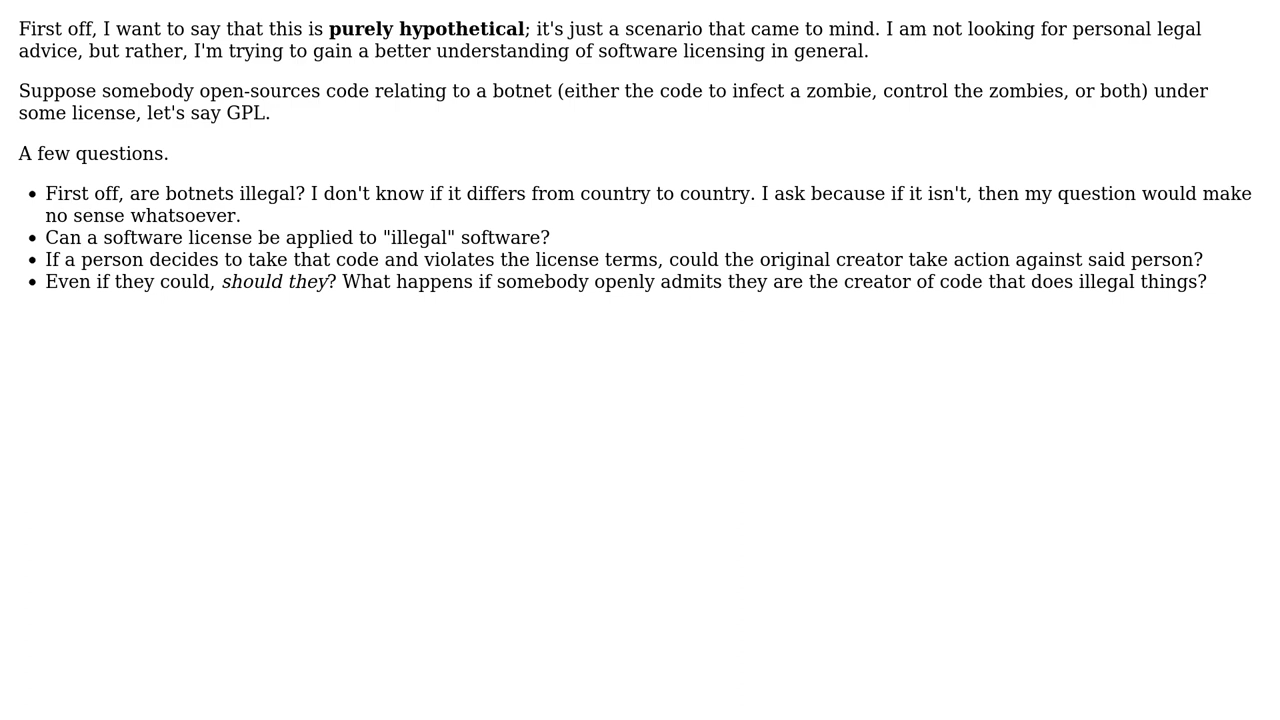 First off, I want to say that this is purely hypothetical; it's just a scenario that came to mind. I am not looking for personal legal
advice, but rather, I'm trying to gain a better understanding of software licensing in general.
Suppose somebody open-sources code relating to a botnet (either the code to infect a zombie, control the zombies, or both) under
some license, let's say GPL.
A few questions.
• First off, are botnets illegal? I don't know if it differs from country to country. I ask because if it isn't, then my question would make
no sense whatsoever.
• Can a software license be applied to "illegal" software?
• If a person decides to take that code and violates the license terms, could the original creator take action against said person?
• Even if they could, should they? What happens if somebody openly admits they are the creator of code that does illegal things?